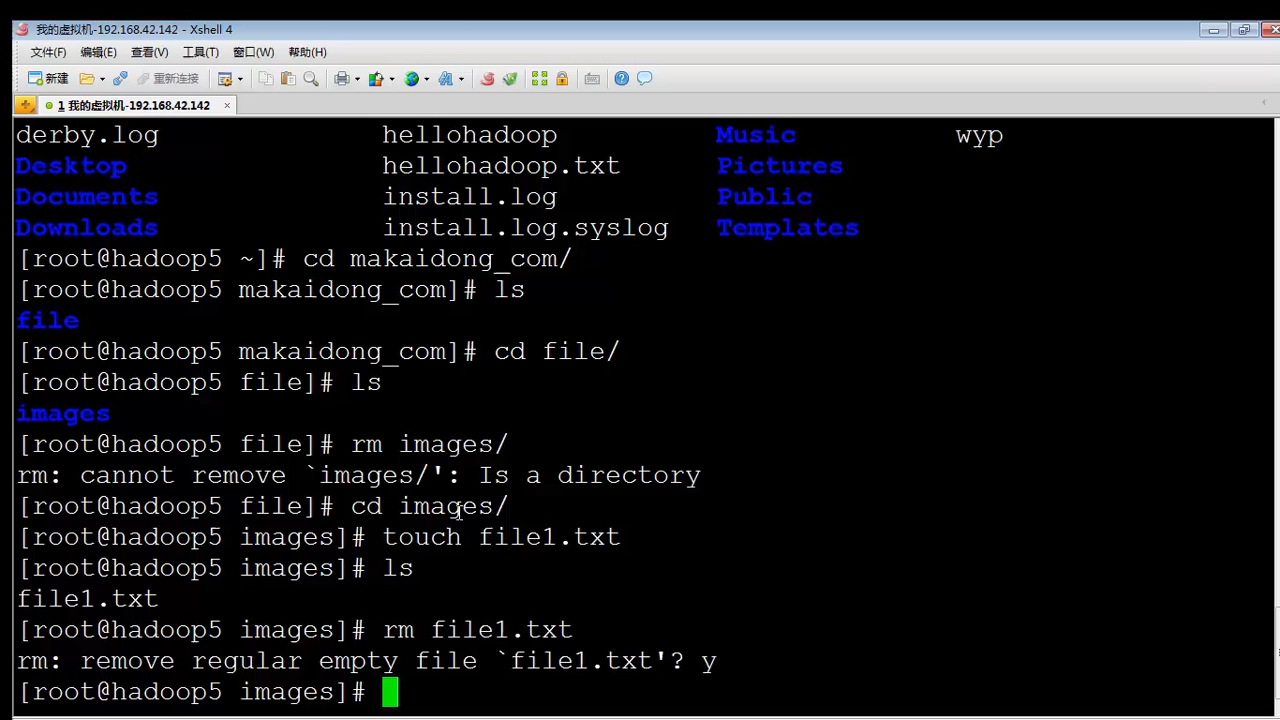 我的虚拟机-192.168.42.142 - Xshell 4
文件(F) 编辑(E) 查看(V) 工具(T) 窗口(W) 帮助(H)
新建 重新连接
1 我的虚拟机-192.168.42.142 ×
derby.log hellohadoop Music wyp
Desktop hellohadoop.txt Pictures
Documents install.log Public
Downloads install.log.syslog Templates
[root@hadoop5 ~]# cd makaidong_com/
[root@hadoop5 makaidong_com]# ls
file
[root@hadoop5 makaidong_com]# cd file/
[root@hadoop5 file]# ls
images
[root@hadoop5 file]# rm images/
rm: cannot remove `images/': Is a directory
[root@hadoop5 file]# cd images/
[root@hadoop5 images]# touch file1.txt
[root@hadoop5 images]# ls
file1.txt
[root@hadoop5 images]# rm file1.txt
rm: remove regular empty file `file1.txt'? y
[root@hadoop5 images]#